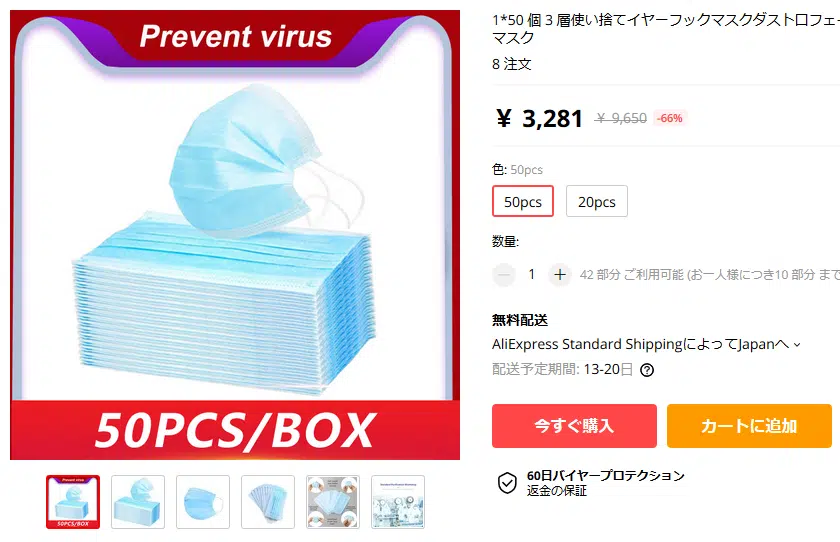 Prevent virus
50PCS/BOX
1*50 個 3 層使い捨てイヤーフックマスクダストロフェー
マスク
8 注文
¥ 3,281 ¥ 9,650 -66%
色: 50pcs
50pcs 20pcs
数量:
1 + 42 部分 ご利用可能 (お一人様につき10 部分 まで
無料配送
AliExpress Standard ShippingによってJapanへ
配送予定期間: 13-20日
今すぐ購入 カートに追加
60日バイヤープロテクション
返金の保証
Prevent virus
50PCS/BOX